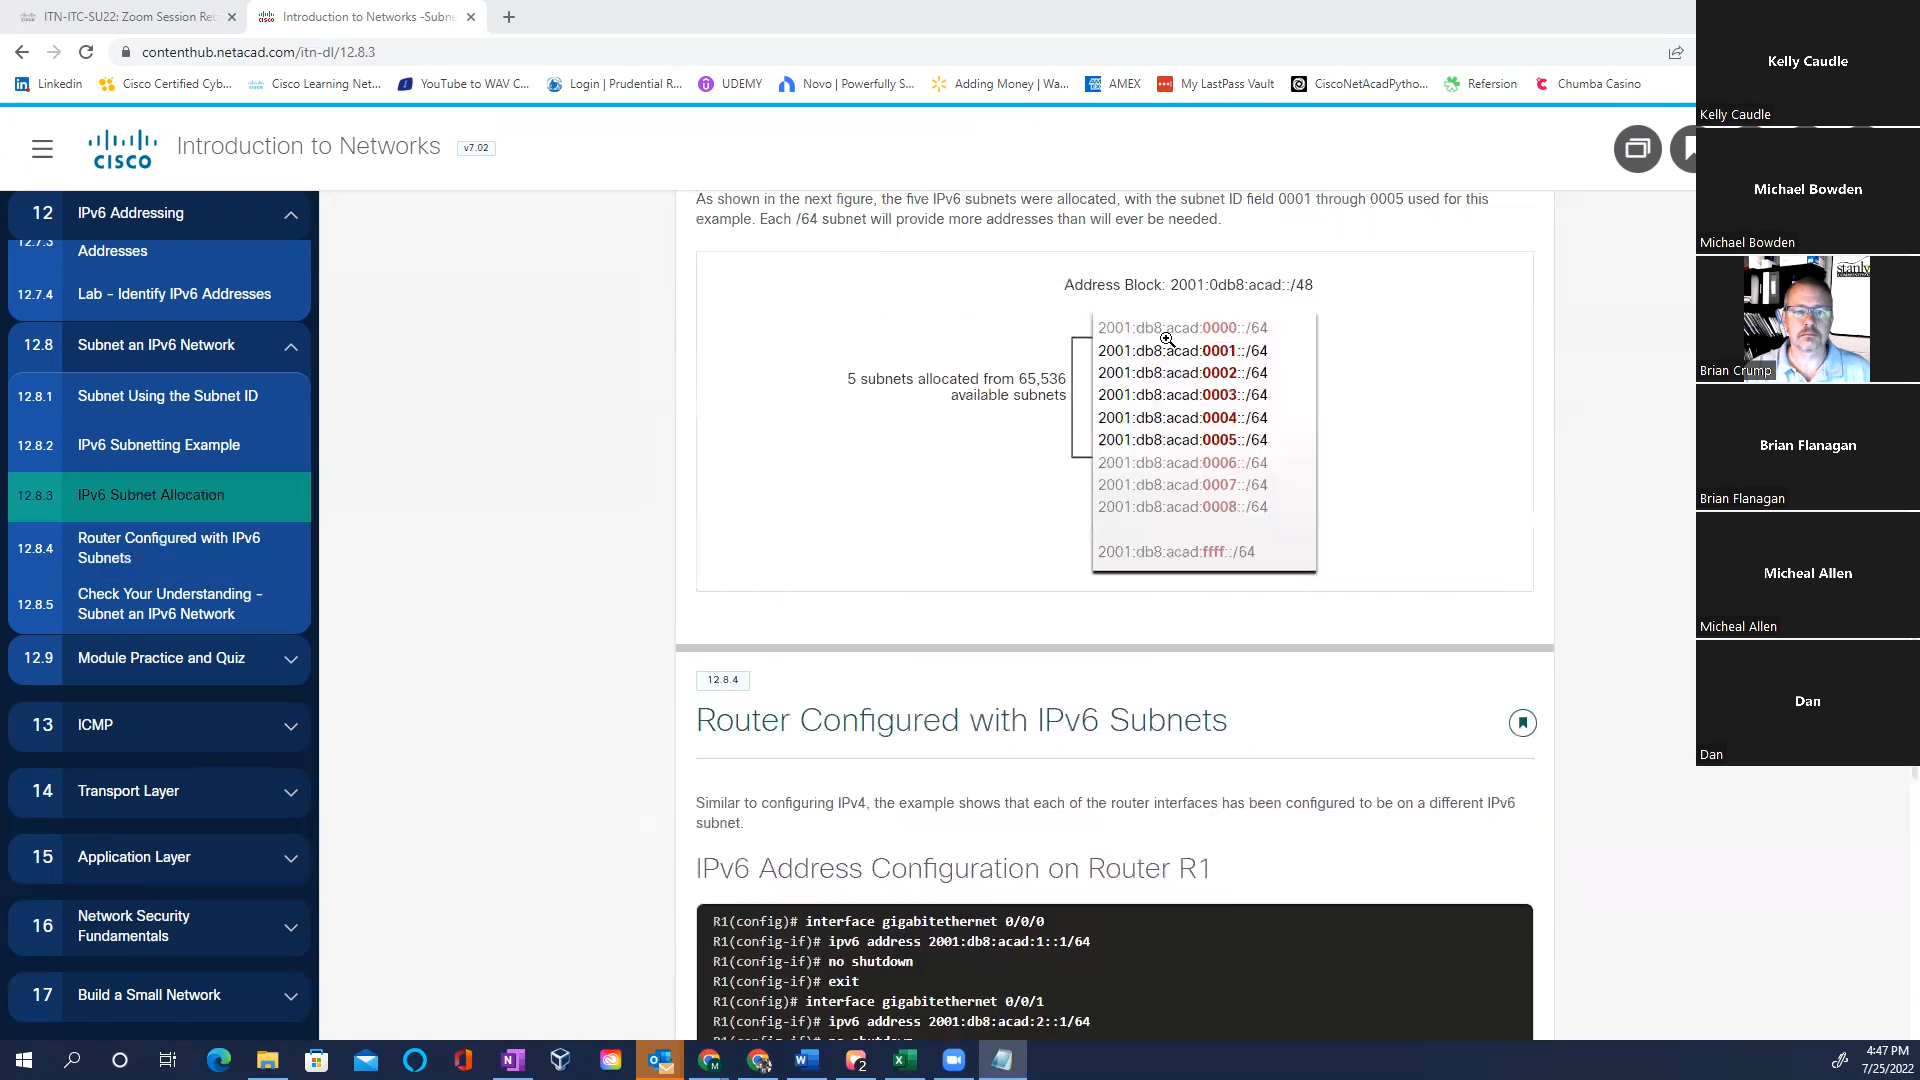 ITN-ITC-SU22: Zoom Session Rec
Introduction to Networks -Subne
contenthub.netacad.com/itn-dl/12.8.3
Linkedin
Cisco Certified Cyb...
Cisco Learning Net...
YouTube to WAV C...
Login | Prudential R...
UDEMY
Novo | Powerfully S...
Adding Money | Wa...
AMEX
My LastPass Vault
CiscoNetAcadPytho...
Refersion
Chumba Casino
CISCO
Introduction to Networks
v7.02
12 IPv6 Addressing
12.7.3
Addresses
12.7.4 Lab - Identify IPv6 Addresses
12.8 Subnet an IPv6 Network
12.8.1 Subnet Using the Subnet ID
12.8.2 IPv6 Subnetting Example
12.8.3 IPv6 Subnet Allocation
12.8.4 Router Configured with IPv6
Subnets
12.8.5 Check Your Understanding -
Subnet an IPv6 Network
12.9 Module Practice and Quiz
13 ICMP
14 Transport Layer
15 Application Layer
16 Network Security
Fundamentals
17 Build a Small Network
As shown in the next figure, the five IPv6 subnets were allocated, with the subnet ID field 0001 through 0005 used for this
example. Each /64 subnet will provide more addresses than will ever be needed.
Address Block: 2001:0db8:acad::/48
5 subnets allocated from 65,536
available subnets
2001:db8:acad:0000::/64
2001:db8:acad:0001::/64
2001:db8:acad:0002::/64
2001:db8:acad:0003::/64
2001:db8:acad:0004::/64
2001:db8:acad:0005::/64
2001:db8:acad:0006::/64
2001:db8:acad:0007::/64
2001:db8:acad:0008::/64
2001:db8:acad:ffff::/64
12.8.4
Router Configured with IPv6 Subnets
Similar to configuring IPv4, the example shows that each of the router interfaces has been configured to be on a different IPv6
subnet.
IPv6 Address Configuration on Router R1
R1(config)# interface gigabitethernet 0/0/0
R1(config-if)# ipv6 address 2001:db8:acad:1::1/64
R1(config-if)# no shutdown
R1(config-if)# exit
R1(config)# interface gigabitethernet 0/0/1
R1(config-if)# ipv6 address 2001:db8:acad:2::1/64
Kelly Caudle
Kelly Caudle
Michael Bowden
Michael Bowden
stanly
Brian Crump
Brian Flanagan
Brian Flanagan
Micheal Allen
Micheal Allen
Dan
Dan
4:47 PM
7/25/2022